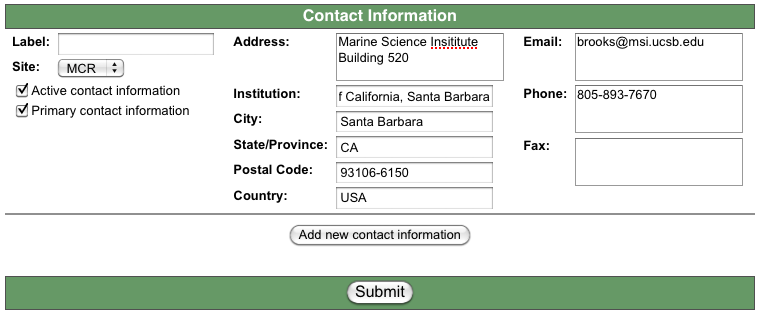 Contact Information
Label:
Site: MCR
Active contact information
Primary contact information
Address: Marine Science Insititute
Building 520
Institution: f California, Santa Barbara
City: Santa Barbara
State/Province: CA
Postal Code: 93106-6150
Country: USA
Email: brooks@msi.ucsb.edu
Phone: 805-893-7670
Fax:
Add new contact information
Submit